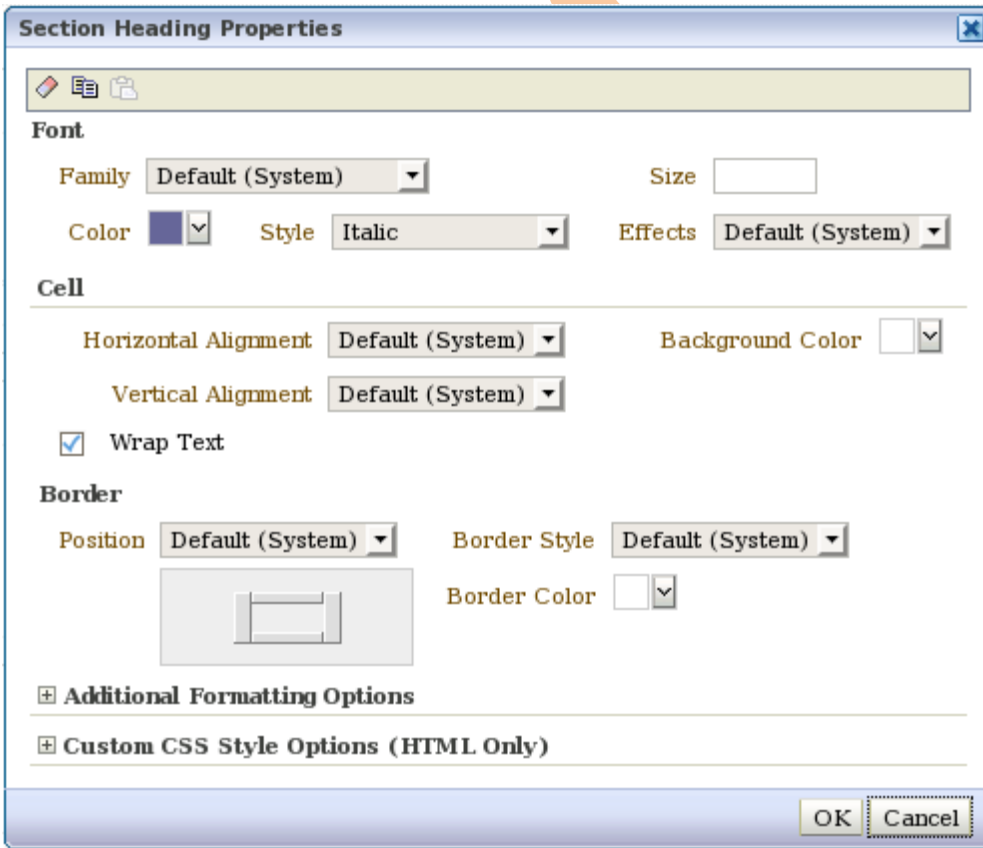 Section Heading Properties
Font
Family Default (System) Size
Color Style Italic Effects Default (System)
Cell
Horizontal Alignment Default (System) Background Color
Vertical Alignment Default (System)
Wrap Text
Border
Position Default (System) Border Style Default (System)
Border Color
Additional Formatting Options
Custom CSS Style Options (HTML Only)
OK Cancel